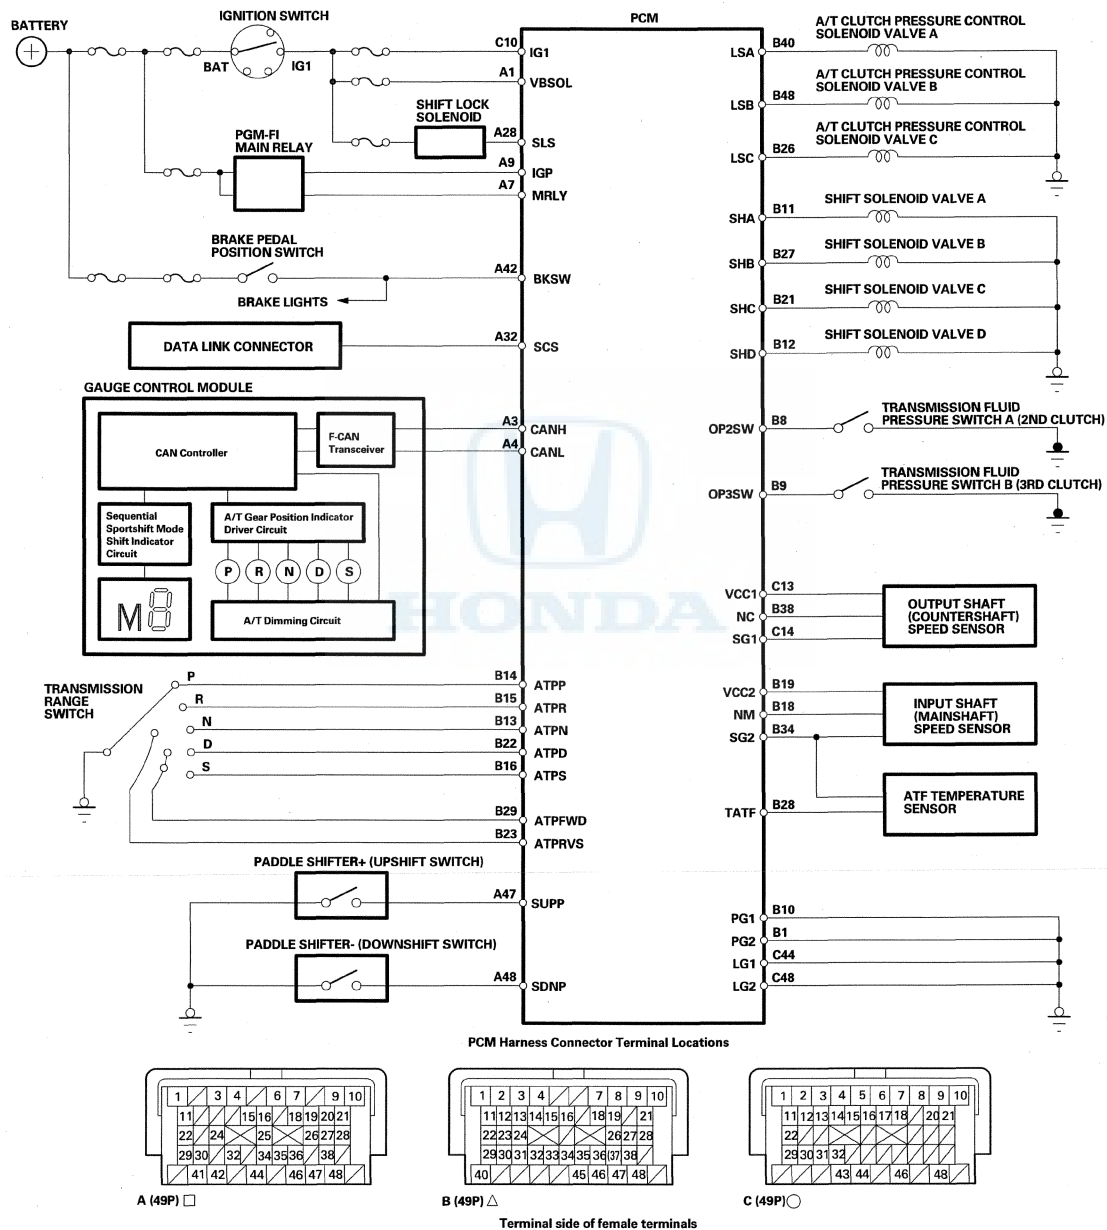 BATTERY
IGNITION SWITCH
BAT
IG1
PCM
C10
IG1
A1
VBSOL
SHIFT LOCK
SOLENOID
A28
SLS
PGM-FI
MAIN RELAY
A9
IGP
A7
MRLY
BRAKE PEDAL
POSITION SWITCH
A42
BKSW
BRAKE LIGHTS
DATA LINK CONNECTOR
A32
SCS
GAUGE CONTROL MODULE
CAN Controller
F-CAN
Transceiver
A3
CANH
A4
CANL
Sequential
Sportshift Mode
Shift Indicator
Circuit
A/T Gear Position Indicator
Driver Circuit
P R N D S
M8
A/T Dimming Circuit
HONDA
TRANSMISSION
RANGE
SWITCH
P
B14
ATPP
R
B15
ATPR
N
B13
ATPN
D
B22
ATPD
S
B16
ATPS
B29
ATPFWD
B23
ATPRVS
PADDLE SHIFTER+ (UPSHIFT SWITCH)
A47
SUPP
PADDLE SHIFTER- (DOWNSHIFT SWITCH)
A48
SDNP
A/T CLUTCH PRESSURE CONTROL
SOLENOID VALVE A
LSA
B40
A/T CLUTCH PRESSURE CONTROL
SOLENOID VALVE B
LSB
B48
A/T CLUTCH PRESSURE CONTROL
SOLENOID VALVE C
LSC
B26
SHIFT SOLENOID VALVE A
SHA
B11
SHIFT SOLENOID VALVE B
SHB
B27
SHIFT SOLENOID VALVE C
SHC
B21
SHIFT SOLENOID VALVE D
SHD
B12
TRANSMISSION FLUID
PRESSURE SWITCH A (2ND CLUTCH)
OP2SW
B8
TRANSMISSION FLUID
PRESSURE SWITCH B (3RD CLUTCH)
OP3SW
B9
VCC1
C13
NC
B38
SG1
C14
OUTPUT SHAFT
(COUNTERSHAFT)
SPEED SENSOR
VCC2
B19
NM
B18
SG2
B34
INPUT SHAFT
(MAINSHAFT)
SPEED SENSOR
ATF TEMPERATURE
SENSOR
TATF
B28
PG1
B10
PG2
B1
LG1
C44
LG2
C48
PCM Harness Connector Terminal Locations
1 3 4 6 7 9 10
11 15 16 18 19 20 21
22 24 25 26 27 28
29 30 32 34 35 36 38
41 42 44 46 47 48
A (49P)
1 2 3 4 7 8 9 10
11 12 13 14 15 16 18 19 21
22 23 24 26 27 28
29 30 31 32 33 34 35 36 (37 38
40 45 46 47 48
B (49P)
1 2 3 4 5 6 7 8 9 10
11 12 13 14 15 16 17 18 20 21
22
29 30 31 32
43 44 46 48
C (49P)
Terminal side of female terminals